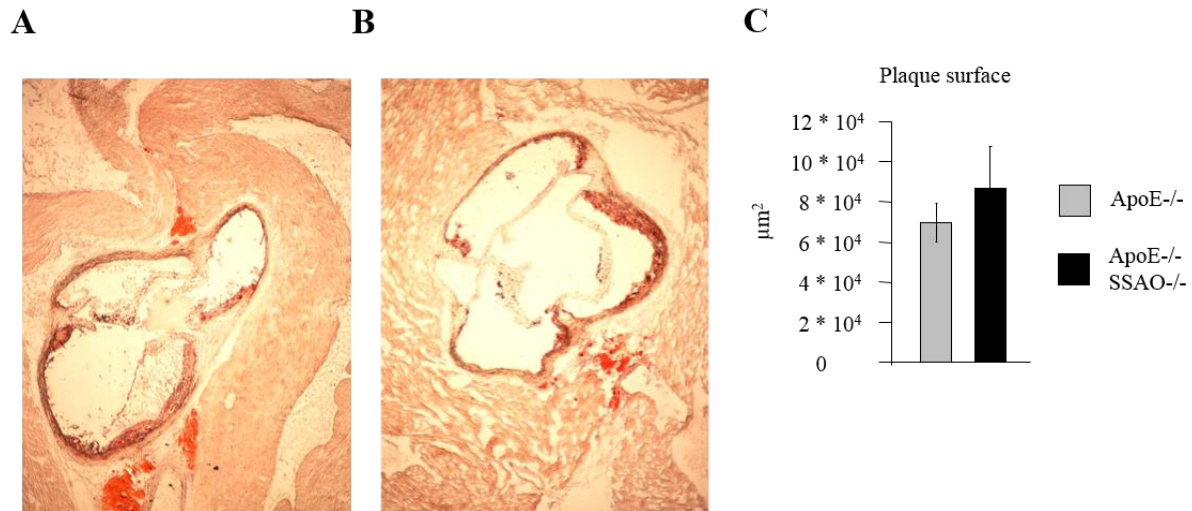 A
B
C
Plaque surface
12 * 10⁴
10 * 10⁴
8 * 10⁴
6 * 10⁴
4 * 10⁴
2 * 10⁴
0
µm²
ApoE-/-
ApoE-/-
SSAO-/-